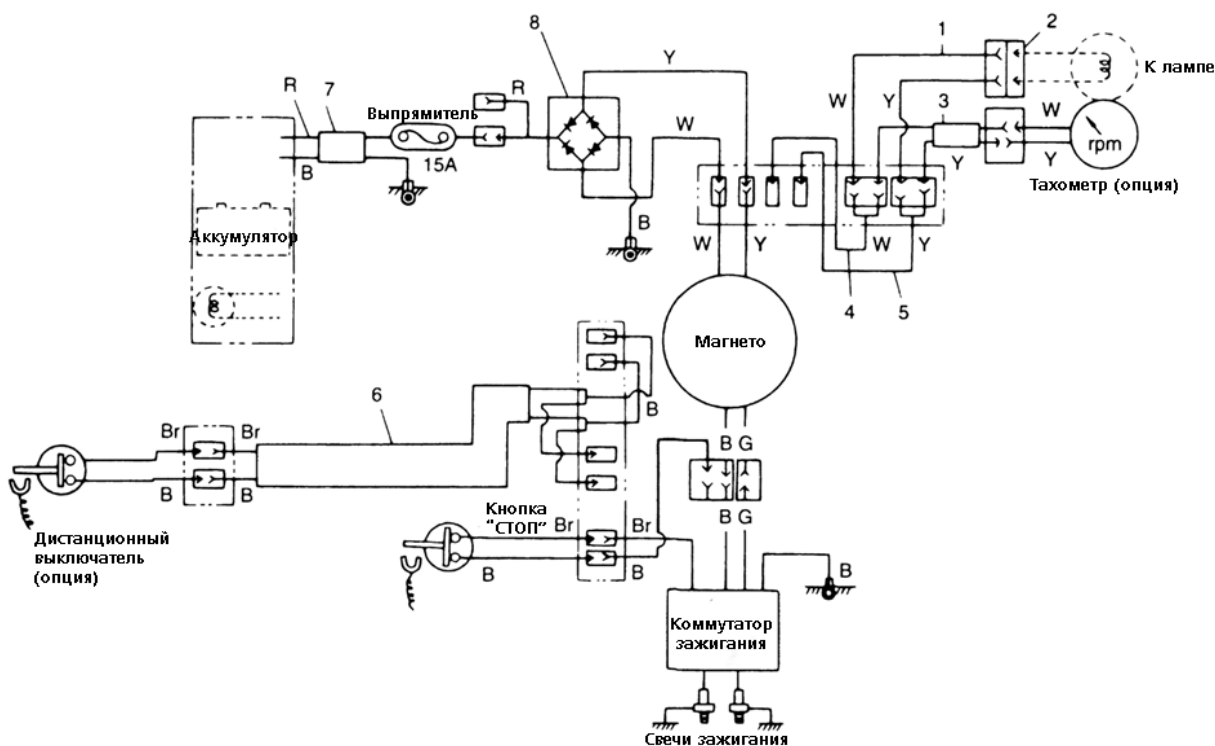 8
1
2
Y
К лампе
R
7
Выпрямитель
R
W
Y
3
W
W
15A
B
Y
Y
rpm
Тахометр (опция)
B
Аккумулятор
W
Y
W
Y
4
5
Магнето
6
B
Br
Br
B
G
B
B
Кнопка
“СТОП”
Br
Br
B
G
Дистанционный
выключатель
(опция)
B
B
B
Коммутатор
зажигания
Свечи зажигания